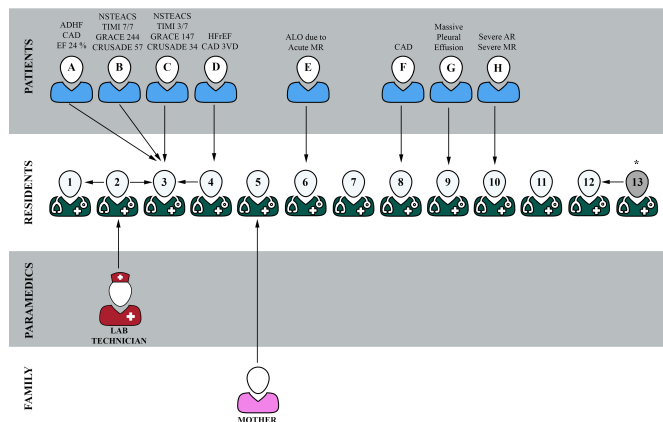 PATIENTS
ADHF
CAD
EF 24 %
NSTEACS
TIMI 7/7
GRACE 244
CRUSADE 57
NSTEACS
TIMI 3/7
GRACE 147
CRUSADE 34
HFrEF
CAD 3VD
ALO due to
Acute MR
CAD
Massive
Pleural
Effusion
Severe AR
Severe MR
A B C D E F G H
RESIDENTS
*
1 2 3 4 5 6 7 8 9 10 11 12 13
PARAMEDICS
LAB
TECHNICIAN
FAMILY
MOTHER